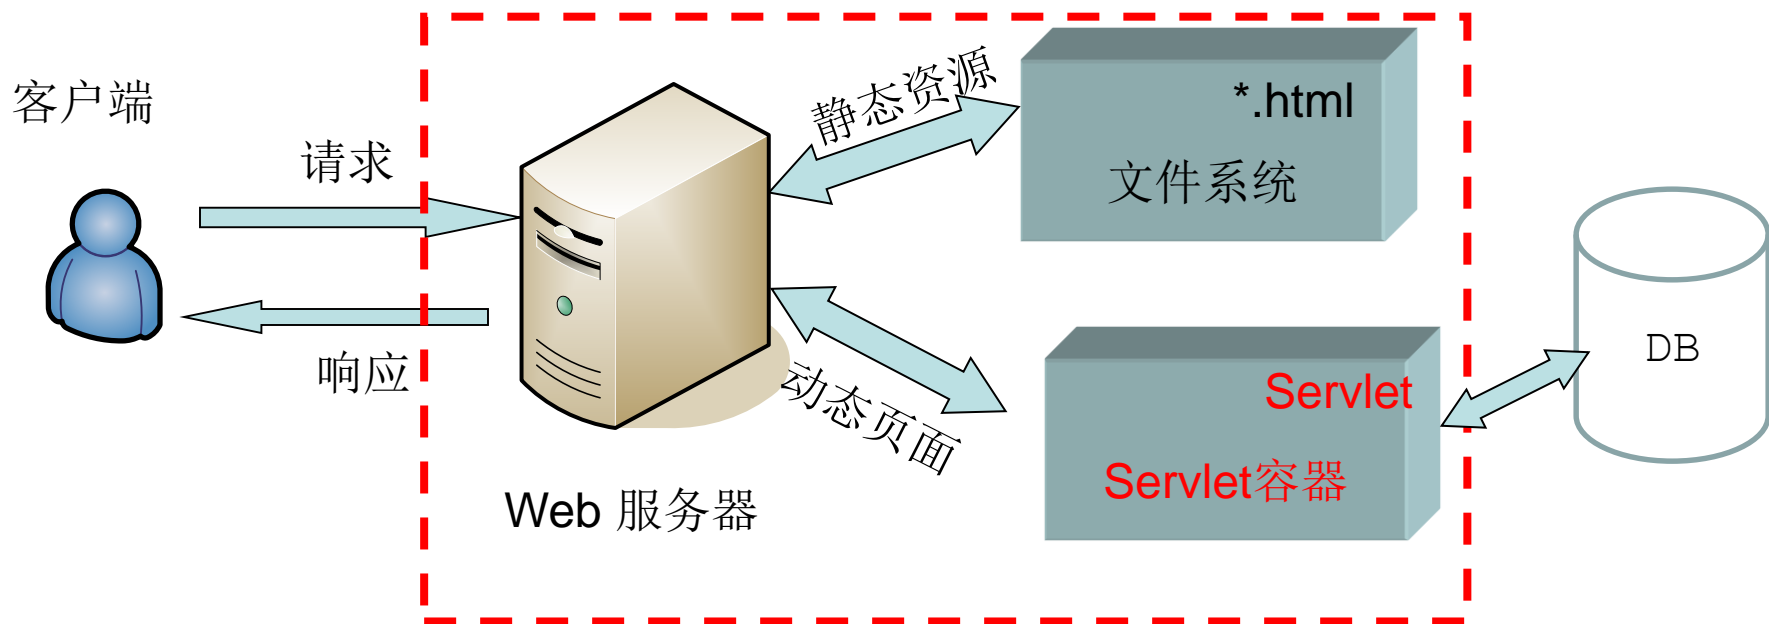 客户端
请求
响应
Web 服务器
静态资源
动态页面
*.html
文件系统
Servlet
Servlet容器
DB